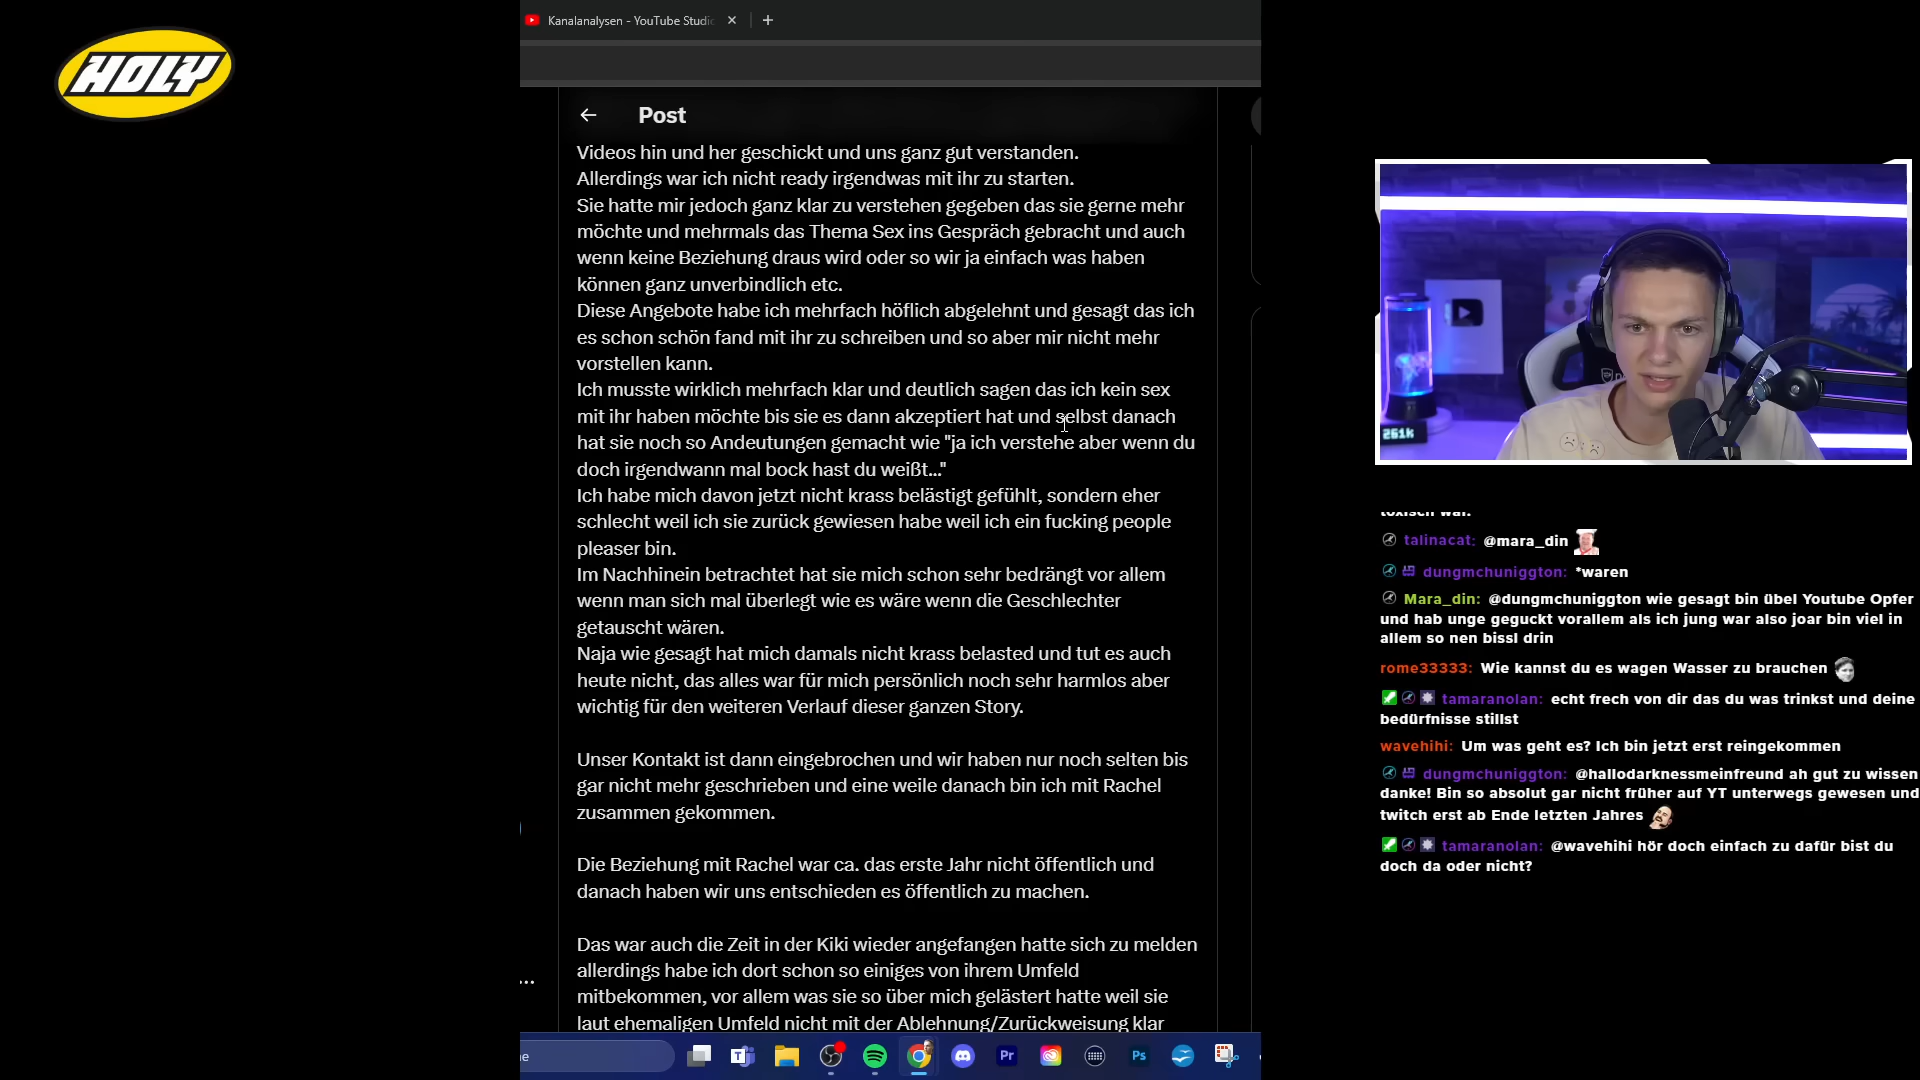 HOLY
Kanalanalysen - YouTube Studio
Post
Videos hin und her geschickt und uns ganz gut verstanden.
Allerdings war ich nicht ready irgendwas mit ihr zu starten.
Sie hatte mir jedoch ganz klar zu verstehen gegeben das sie gerne mehr
möchte und mehrmals das Thema Sex ins Gespräch gebracht und auch
wenn keine Beziehung draus wird oder so wir ja einfach was haben
können ganz unverbindlich etc.
Diese Angebote habe ich mehrfach höflich abgelehnt und gesagt das ich
es schon schön fand mit ihr zu schreiben und so aber mir nicht mehr
vorstellen kann.
Ich musste wirklich mehrfach klar und deutlich sagen das ich kein sex
mit ihr haben möchte bis sie es dann akzeptiert hat und selbst danach
hat sie noch so Andeutungen gemacht wie "ja ich verstehe aber wenn du
doch irgendwann mal bock hast du weißt..."
Ich habe mich davon jetzt nicht krass belästigt gefühlt, sondern eher
schlecht weil ich sie zurück gewiesen habe weil ich ein fucking people
pleaser bin.
Im Nachhinein betrachtet hat sie mich schon sehr bedrängt vor allem
wenn man sich mal überlegt wie es wäre wenn die Geschlechter
getauscht wären.
Naja wie gesagt hat mich damals nicht krass belasted und tut es auch
heute nicht, das alles war für mich persönlich noch sehr harmlos aber
wichtig für den weiteren Verlauf dieser ganzen Story.
Unser Kontakt ist dann eingebrochen und wir haben nur noch selten bis
gar nicht mehr geschrieben und eine weile danach bin ich mit Rachel
zusammen gekommen.
Die Beziehung mit Rachel war ca. das erste Jahr nicht öffentlich und
danach haben wir uns entschieden es öffentlich zu machen.
Das war auch die Zeit in der Kiki wieder angefangen hatte sich zu melden
allerdings habe ich dort schon so einiges von ihrem Umfeld
mitbekommen, vor allem was sie so über mich gelästert hatte weil sie
laut ehemaligen Umfeld nicht mit der Ablehnung/Zurückweisung klar
Pr
Ps
261k
toxisch war.
talinacat: @mara_din
dungmchuniggton: *waren
Mara_din: @dungmchuniggton wie gesagt bin übel Youtube Opfer
und hab unge geguckt vorallem als ich jung war also joar bin viel in
allem so nen bissl drin
rome33333: Wie kannst du es wagen Wasser zu brauchen
tamaranolan: echt frech von dir das du was trinkst und deine
bedürfnisse stillst
wavehihi: Um was geht es? Ich bin jetzt erst reingekommen
dungmchuniggton: @hallodarknessmeinfreund ah gut zu wissen
danke! Bin so absolut gar nicht früher auf YT unterwegs gewesen und
twitch erst ab Ende letzten Jahres
tamaranolan: @wavehihi hör doch einfach zu dafür bist du
doch da oder nicht?